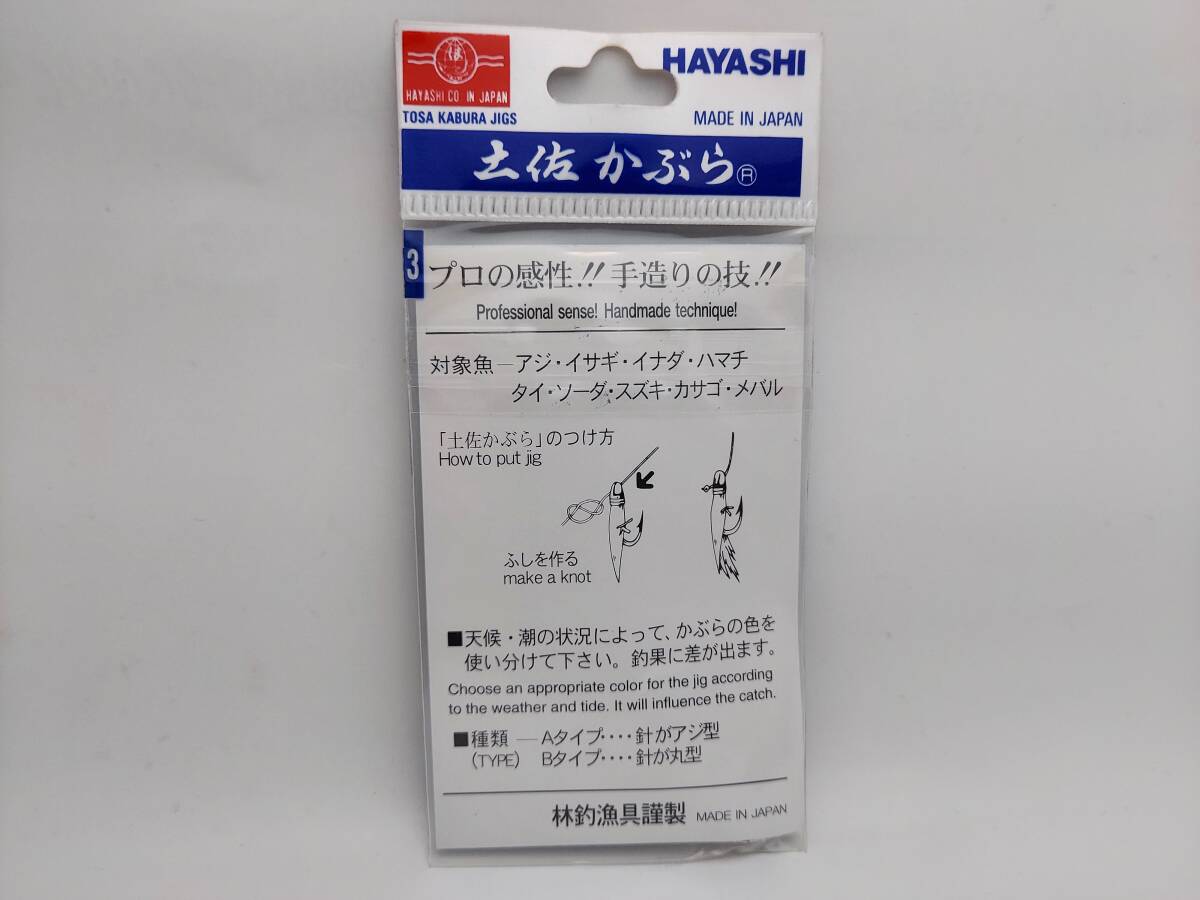 ほ
HAYASHI CO IN JAPAN
HAYASHI
TOSA KABURA JIGS
MADE IN JAPAN
土佐かぶら®
3
プロの感性!! 手造りの技!!
Professional sense! Handmade technique!
対象魚―アジ・イサギ・イナダ・ハマチ
タイ・ソーダ・スズキ・カサゴ・メバル
「土佐かぶら」のつけ方
How to put jig
ふしを作る
make a knot
■天候・潮の状況によって、かぶらの色を
使い分けて下さい。釣果に差が出ます。
Choose an appropriate color for the jig according
to the weather and tide. It will influence the catch.
■種類 ― Aタイプ‥‥針がアジ型
(TYPE) Bタイプ‥‥針が丸型
林釣漁具謹製 MADE IN JAPAN